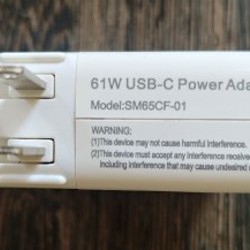 61W USB-C Power Ada
Model:SM65CF-01
WARNING:
(1)This device may not cause harmful interference.
(2)This device must accept any interference receive
including interference that may cause undesired